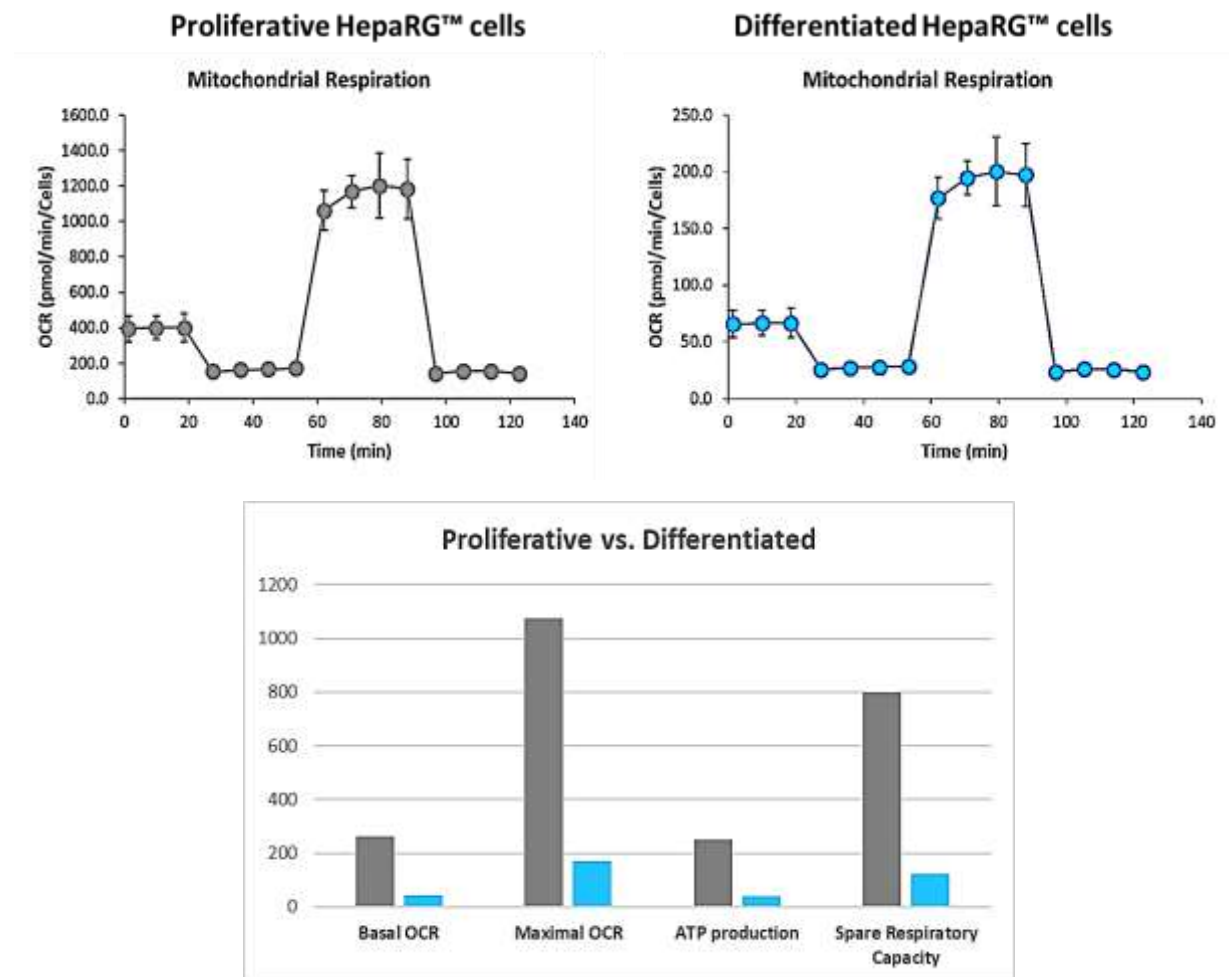 Proliferative HepaRG™ cells
Differentiated HepaRG™ cells
Mitochondrial Respiration
OCR (pmol/min/Cells)
1600.0
1400.0
1200.0
1000.0
800.0
600.0
400.0
200.0
0.0
0 20 40 60 80 100 120 140
Time (min)
Mitochondrial Respiration
OCR (pmol/min/Cells)
250.0
200.0
150.0
100.0
50.0
0.0
0 20 40 60 80 100 120 140
Time (min)
Proliferative vs. Differentiated
1200
1000
800
600
400
200
0
Basal OCR
Maximal OCR
ATP production
Spare Respiratory
Capacity